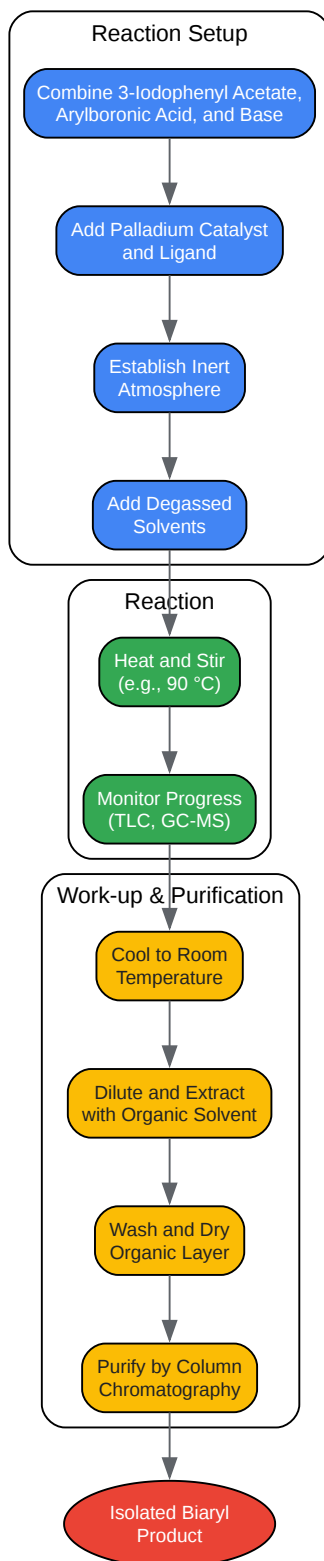 Reaction Setup
Combine 3-Iodophenyl Acetate,
Arylboronic Acid, and Base
Add Palladium Catalyst
and Ligand
Establish Inert
Atmosphere
Add Degassed
Solvents
Reaction
Heat and Stir
(e.g., 90 °C)
Monitor Progress
(TLC, GC-MS)
Work-up & Purification
Cool to Room
Temperature
Dilute and Extract
with Organic Solvent
Wash and Dry
Organic Layer
Purify by Column
Chromatography
Isolated Biaryl
Product